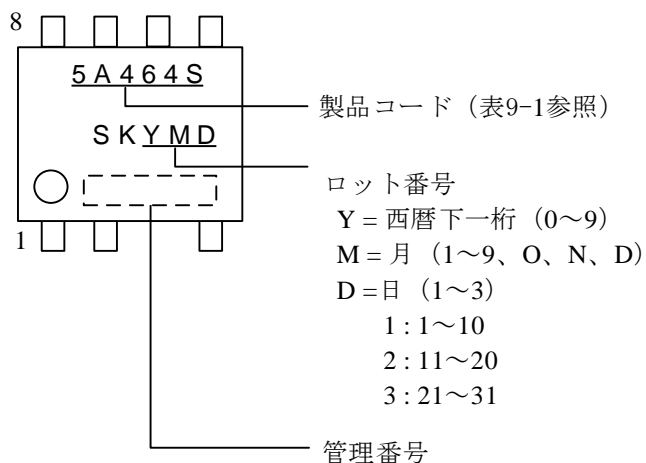 8
5A464S
製品コード（表9-1参照）
SKYMD
ロット番号
Y = 西暦下一桁（0～9）
M = 月（1～9、O、N、D）
D =日（1～3）
1 : 1～10
2 : 11～20
3 : 21～31
1
管理番号